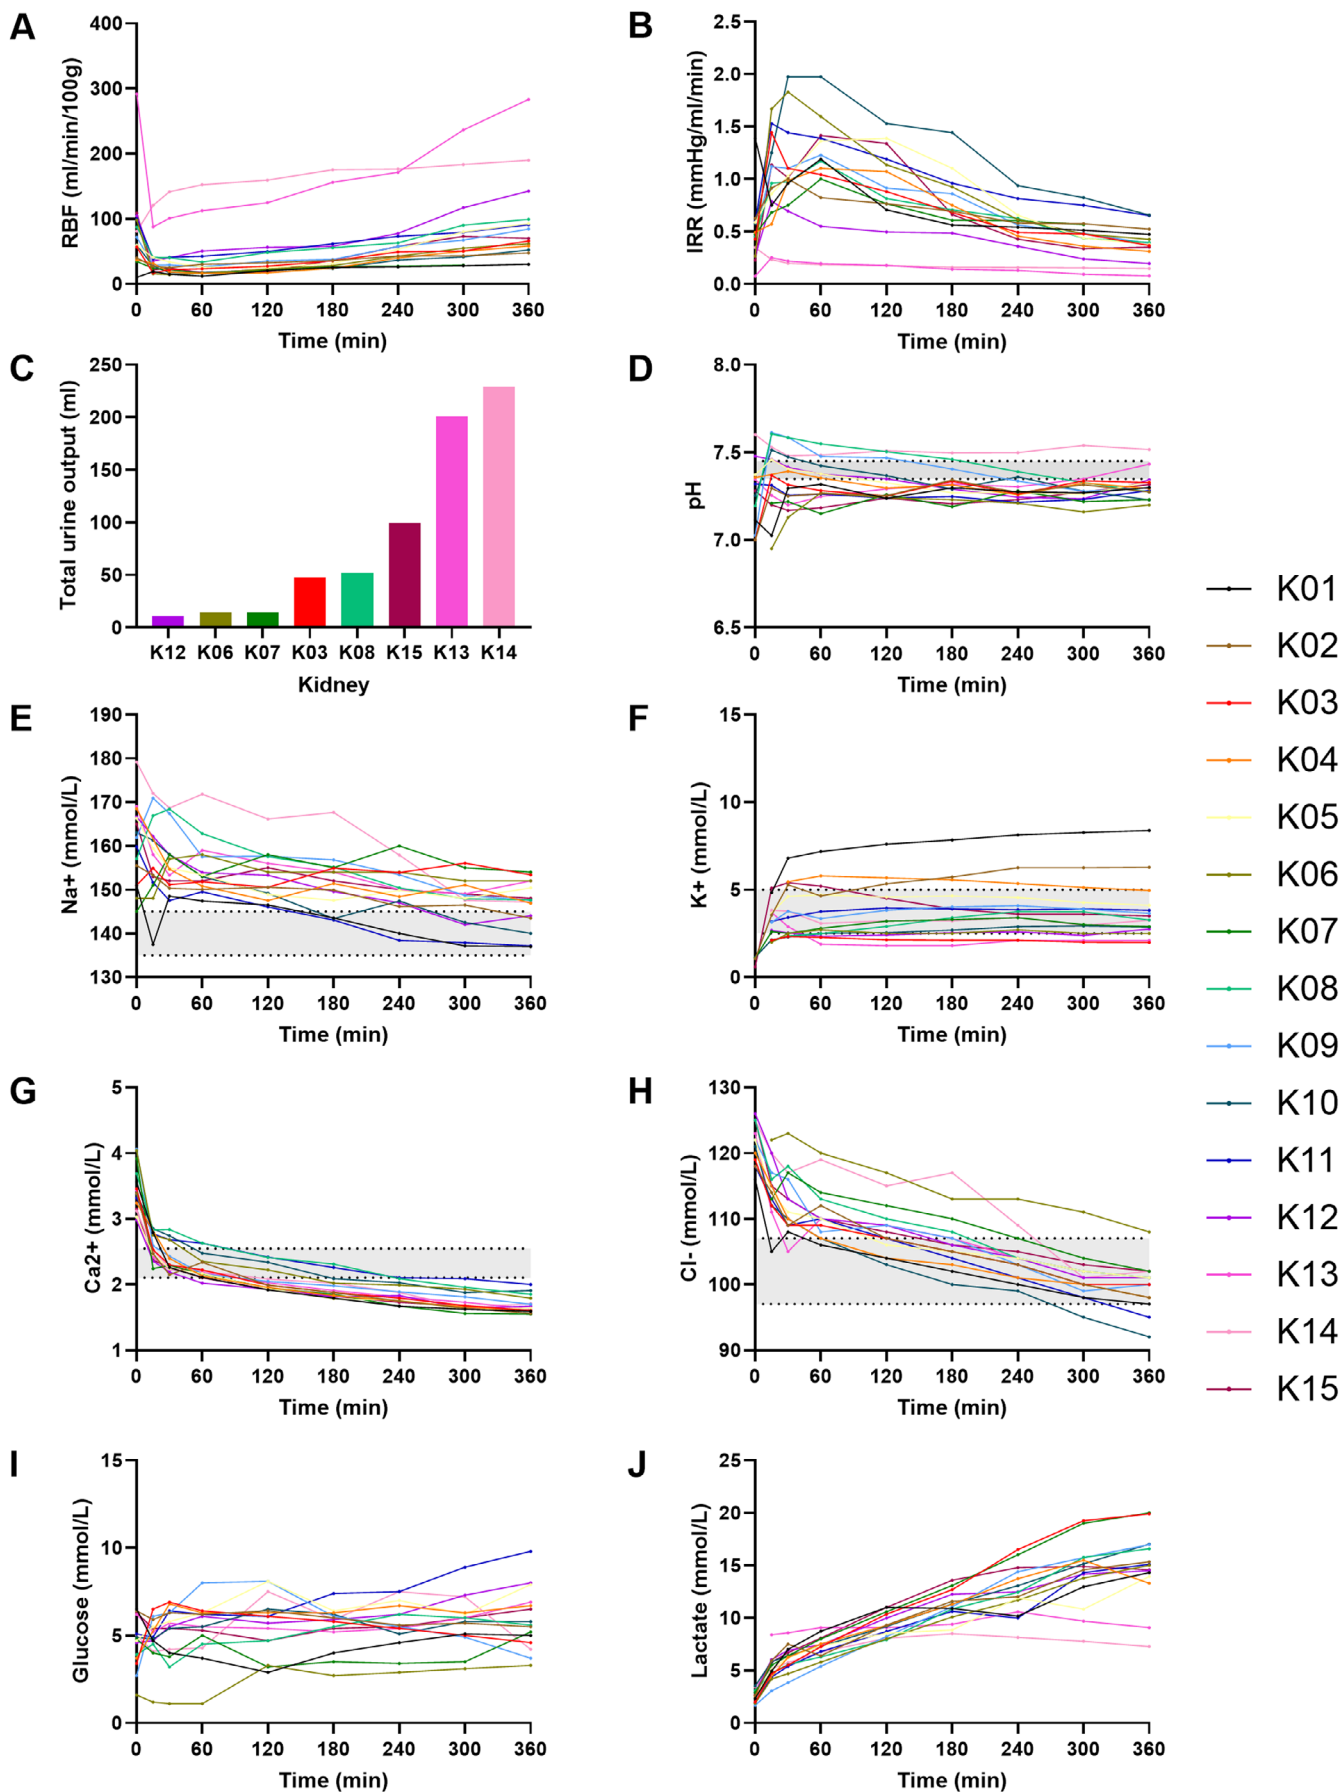 A
RBF (ml/min/100g)
400
300
200
100
0
0 60 120 180 240 300 360
Time (min)
B
IRR (mmHg/ml/min)
2.5
2.0
1.5
1.0
0.5
0.0
0 60 120 180 240 300 360
Time (min)
C
Total urine output (ml)
250
200
150
100
50
0
K12 K06 K07 K03 K08 K15 K13 K14
Kidney
D
pH
8.0
7.5
7.0
6.5
0 60 120 180 240 300 360
Time (min)
E
Na+ (mmol/L)
190
180
170
160
150
140
130
0 60 120 180 240 300 360
Time (min)
F
K+ (mmol/L)
15
10
5
0
0 60 120 180 240 300 360
Time (min)
G
Ca2+ (mmol/L)
5
4
3
2
1
0 60 120 180 240 300 360
Time (min)
H
Cl- (mmol/L)
130
120
110
100
90
0 60 120 180 240 300 360
Time (min)
I
Glucose (mmol/L)
15
10
5
0
0 60 120 180 240 300 360
Time (min)
J
Lactate (mmol/L)
25
20
15
10
5
0
0 60 120 180 240 300 360
Time (min)
K01
K02
K03
K04
K05
K06
K07
K08
K09
K10
K11
K12
K13
K14
K15